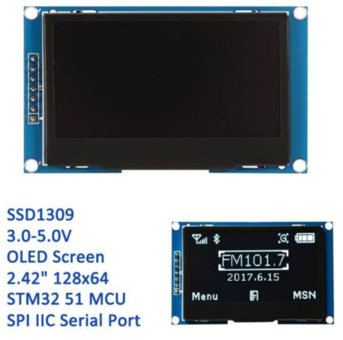 SSD1309
3.0-5.0V
OLED Screen
2.42" 128x64
STM32 51 MCU
SPI IIC Serial Port
FM101.7
2017.6.15
Menu MSN